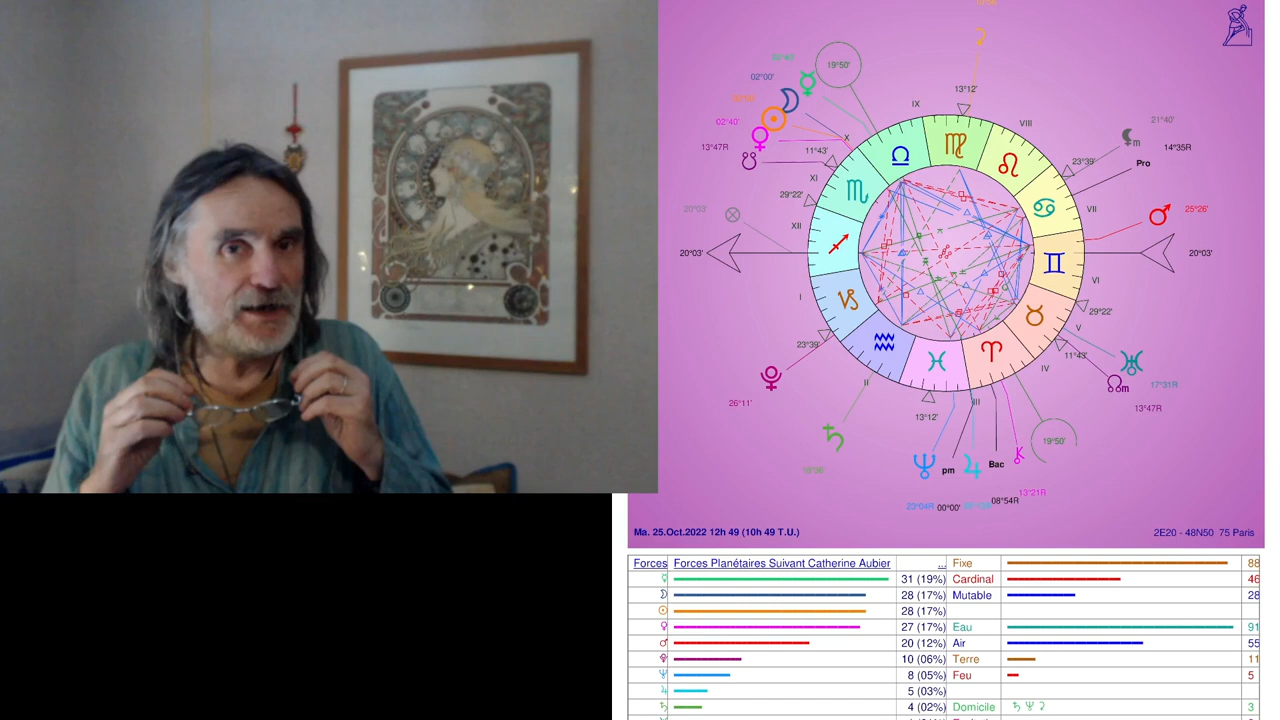 19°50'
02°00'
13°12'
IX
VIII
21°40'
02°40'
X
m
14°35R
13°47R
11°43'
23°39'
Pro
XI
29°22'
VII
20°03'
25°26'
XII
20°03'
20°03'
I
VI
29°22'
23°39'
V
11°43'
II
IV
17°31R
m
26°11'
13°12'
III
13°47R
19°50'
pm
Bac
13°21R
08°54R
23°04R 00°00'
Ma. 25.Oct.2022 12h 49 (10h 49 T.U.)
2E20 - 48N50 75 Paris
Forces Forces Planétaires Suivant Catherine Aubier ... Fixe 88
31 (19%) Cardinal 46
28 (17%) Mutable 28
28 (17%)
27 (17%) Eau 91
20 (12%) Air 55
10 (06%) Terre 11
8 (05%) Feu 5
5 (03%)
4 (02%) Domicile 3